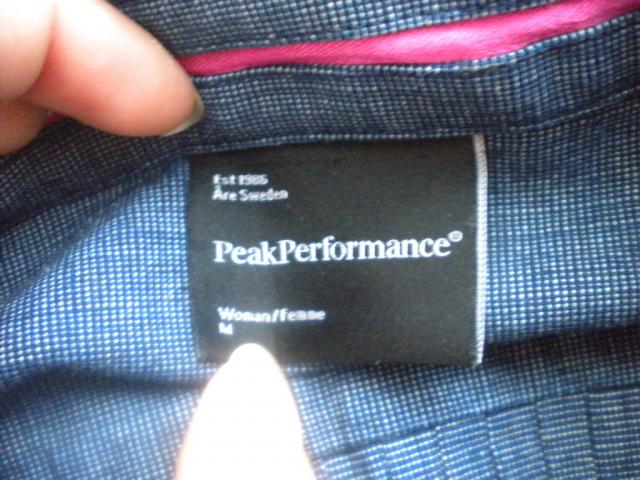 Est 1986
Åre Sweden
PeakPerformance®
Woman/Femme
M